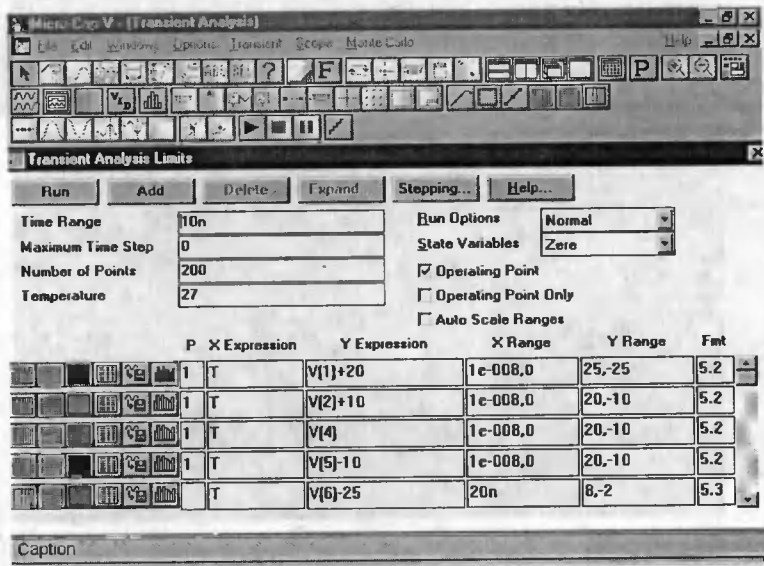 Micro-Cap V - [Transient Analysis]
File Edit Windows Options Transient Scope Monte Carlo Help
? F P
Transient Analysis Limits
Run Add Delete Expand Stepping... Help...
Time Range 10n Run Options Normal
Maximum Time Step 0 State Variables Zero
Number of Points 200 Operating Point
Temperature 27 Operating Point Only
Auto Scale Ranges
P X Expression Y Expression X Range Y Range Fmt
1 T V(1)+20 1e-008,0 25,-25 5.2
1 T V(2)+10 1e-008,0 20,-10 5.2
1 T V(4) 1e-008,0 20,-10 5.2
1 T V(5)-10 1e-008,0 20,-10 5.2
T V(6)-25 20n 8,-2 5.3
Caption